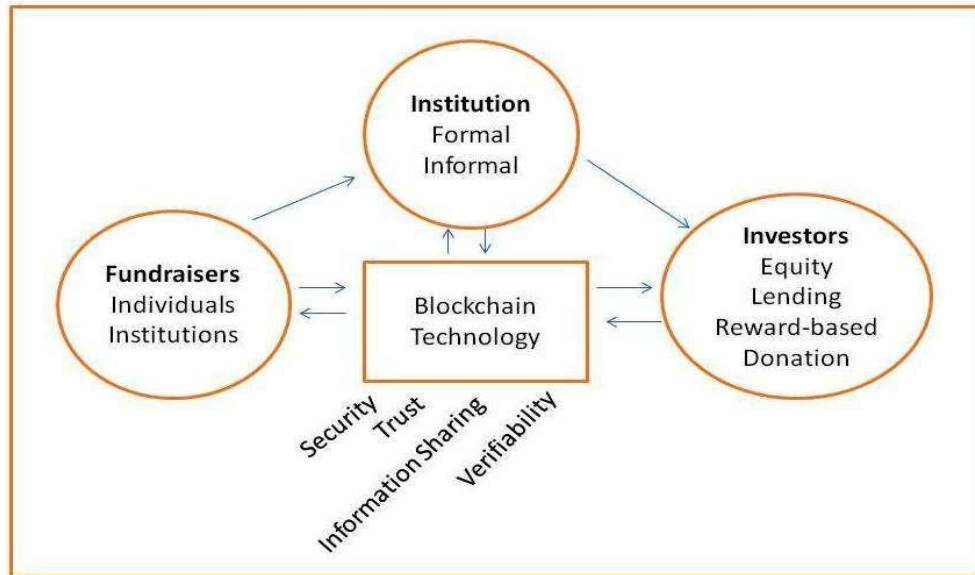 Institution
Formal
Informal
Fundraisers
Individuals
Institutions
Blockchain
Technology
Investors
Equity
Lending
Reward-based
Donation
Security
Trust
Information Sharing
Verifiability